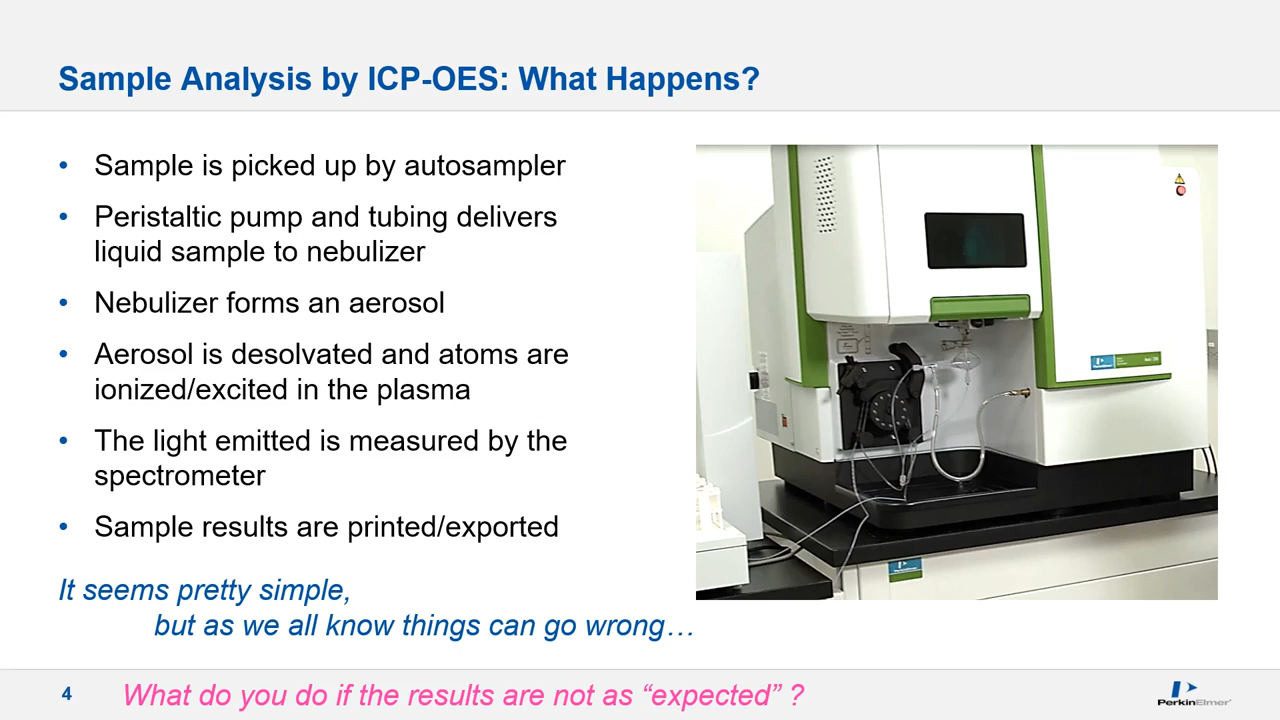 Sample Analysis by ICP-OES: What Happens?
• Sample is picked up by autosampler
• Peristaltic pump and tubing delivers
liquid sample to nebulizer
• Nebulizer forms an aerosol
• Aerosol is desolvated and atoms are
ionized/excited in the plasma
• The light emitted is measured by the
spectrometer
• Sample results are printed/exported
It seems pretty simple,
but as we all know things can go wrong…
4
What do you do if the results are not as “expected” ?
PerkinElmer